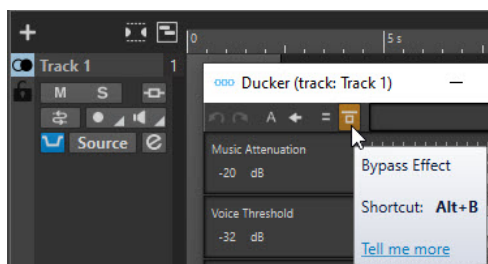 0
5 s
Track 1
1
M S
Source e
Ducker (track: Track 1)
A =
Music Attenuation
-20 dB
Voice Threshold
-32 dB
Bypass Effect
Shortcut: Alt+B
Tell me more